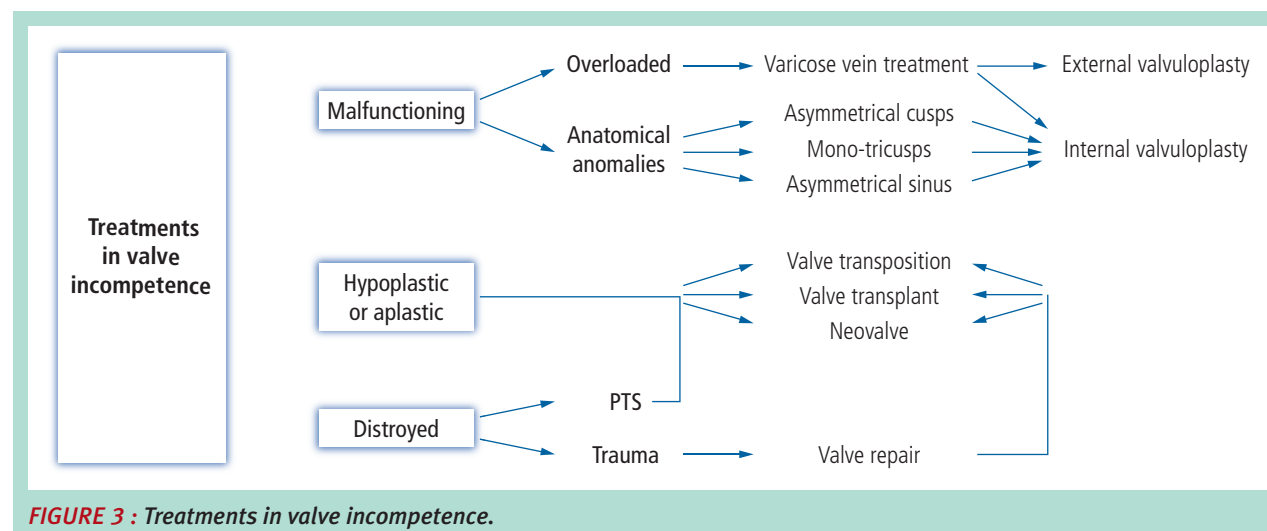 Treatments
in valve
incompetence
Malfunctioning
Overloaded
Varicose vein treatment
External valvuloplasty
Anatomical
anomalies
Asymmetrical cusps
Mono-tricusps
Asymmetrical sinus
Internal valvuloplasty
Hypoplastic
or aplastic
Valve transposition
Valve transplant
Neovalve
Distroyed
PTS
Trauma
Valve repair
FIGURE 3 : Treatments in valve incompetence.